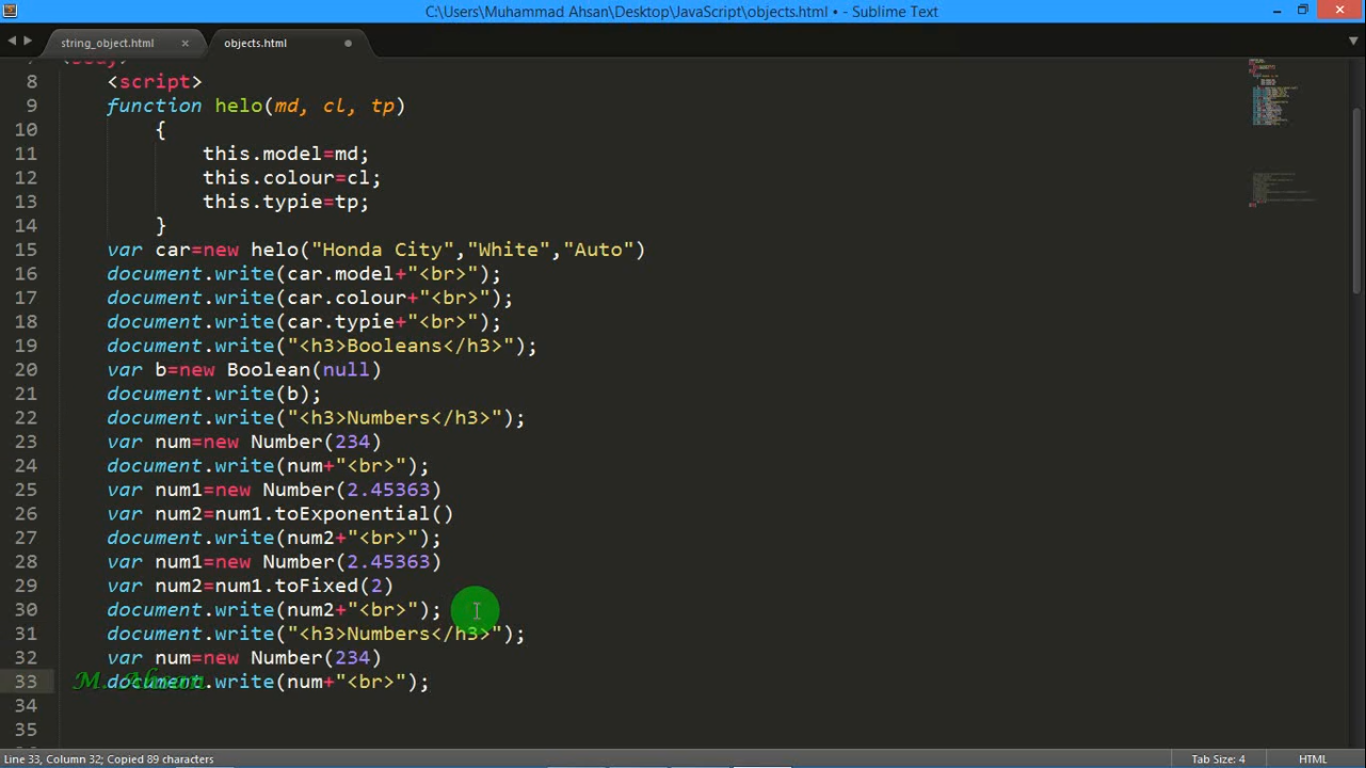 C:\Users\Muhammad Ahsan\Desktop\JavaScript\objects.html • - Sublime Text
string_object.html × objects.html
8 <script>
9 function helo(md, cl, tp)
10 {
11 this.model=md;
12 this.colour=cl;
13 this.typie=tp;
14 }
15 var car=new helo("Honda City","White","Auto")
16 document.write(car.model+"<br>");
17 document.write(car.colour+"<br>");
18 document.write(car.typie+"<br>");
19 document.write("<h3>Booleans</h3>");
20 var b=new Boolean(null)
21 document.write(b);
22 document.write("<h3>Numbers</h3>");
23 var num=new Number(234)
24 document.write(num+"<br>");
25 var num1=new Number(2.45363)
26 var num2=num1.toExponential()
27 document.write(num2+"<br>");
28 var num1=new Number(2.45363)
29 var num2=num1.toFixed(2)
30 document.write(num2+"<br>");
31 document.write("<h3>Numbers</h3>");
32 var num=new Number(234)
33 document.write(num+"<br>");
M. Ahsan
34
35
Line 33, Column 32; Copied 89 characters Tab Size: 4 HTML